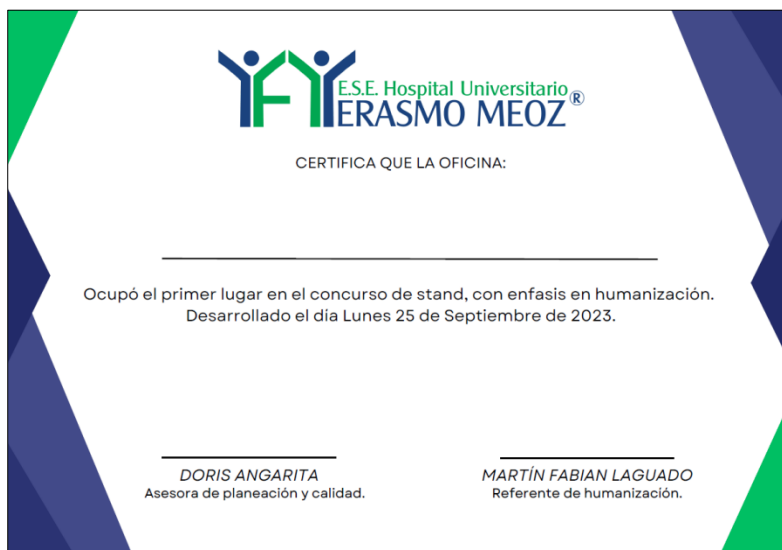 E.S.E. Hospital Universitario
ERASMO MEOZ®
CERTIFICA QUE LA OFICINA:
Ocupó el primer lugar en el concurso de stand, con enfasis en humanización.
Desarrollado el día Lunes 25 de Septiembre de 2023.
DORIS ANGARITA
Asesora de planeación y calidad.
MARTÍN FABIAN LAGUADO
Referente de humanización.